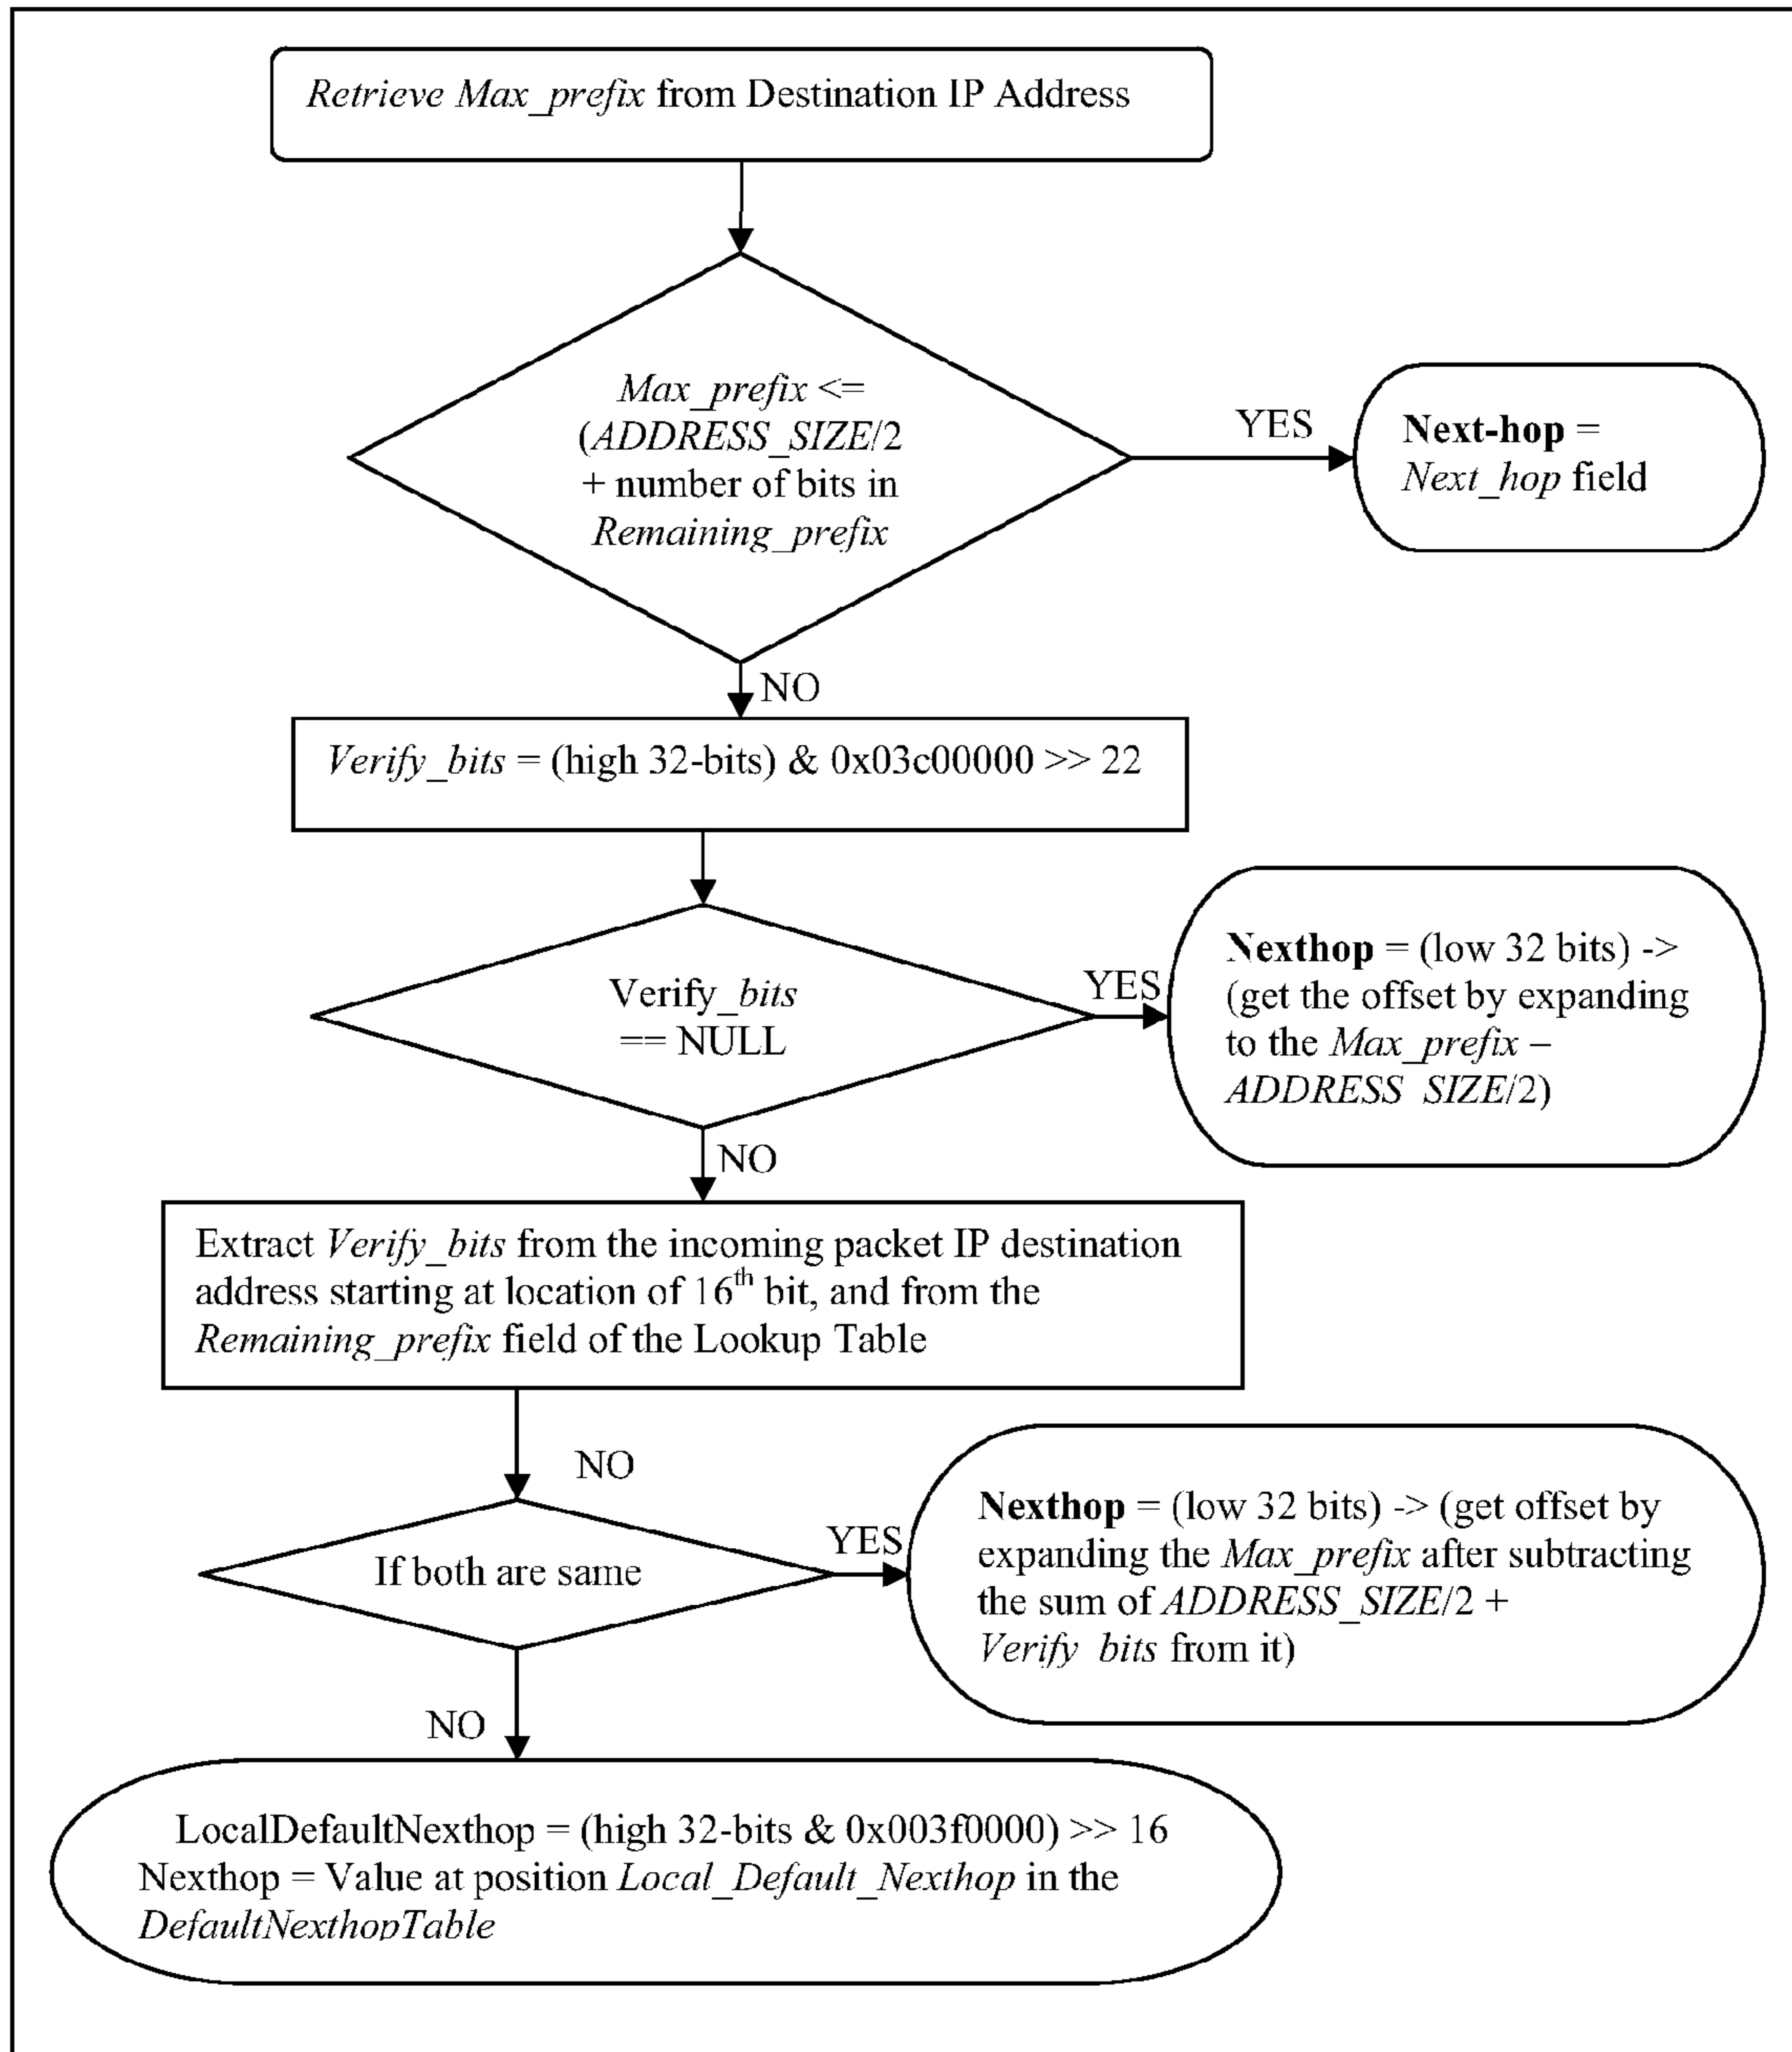 Retrieve Max_prefix from Destination IP Address
Max_prefix <=
(ADDRESS_SIZE/2
+ number of bits in
Remaining_prefix
YES
Next-hop =
Next_hop field
NO
Verify_bits = (high 32-bits) & 0x03c00000 >> 22
Verify_bits
== NULL
YES
Nexthop = (low 32 bits) ->
(get the offset by expanding
to the Max_prefix –
ADDRESS_SIZE/2)
NO
Extract Verify_bits from the incoming packet IP destination
address starting at location of 16th bit, and from the
Remaining_prefix field of the Lookup Table
NO
If both are same
YES
Nexthop = (low 32 bits) -> (get offset by
expanding the Max_prefix after subtracting
the sum of ADDRESS_SIZE/2 +
Verify_bits from it)
NO
LocalDefaultNexthop = (high 32-bits & 0x003f0000) >> 16
Nexthop = Value at position Local_Default_Nexthop in the
DefaultNexthopTable